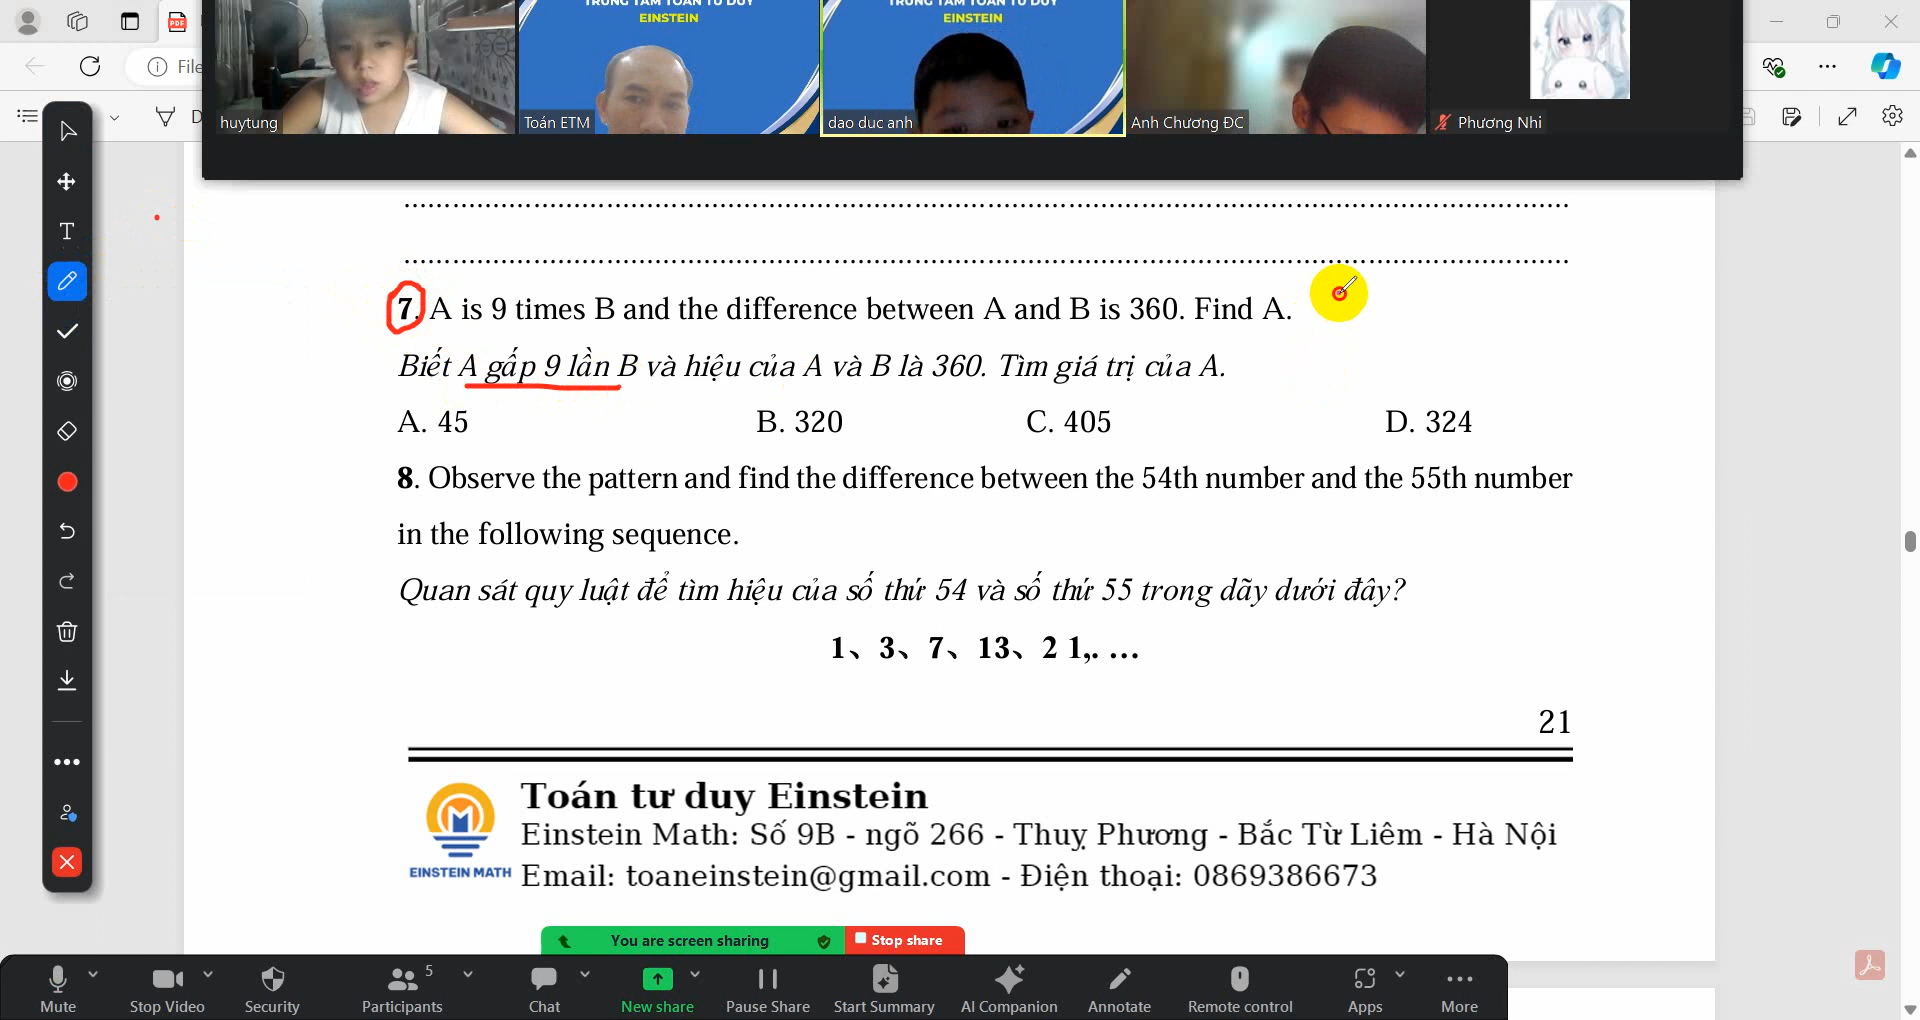 TRUNG TÂM TOÁN TƯ DUY
EINSTEIN
TRUNG TÂM TOÁN TƯ DUY
EINSTEIN
File
huytung
Toán ETM
dao duc anh
Anh Chương ĐC
Phương Nhi
7. A is 9 times B and the difference between A and B is 360. Find A.
Biết A gấp 9 lần B và hiệu của A và B là 360. Tìm giá trị của A.
A. 45 B. 320 C. 405 D. 324
8. Observe the pattern and find the difference between the 54th number and the 55th number
in the following sequence.
Quan sát quy luật để tìm hiệu của số thứ 54 và số thứ 55 trong dãy dưới đây?
1、3、7、13、2 1,. ...
21
Toán tư duy Einstein
Einstein Math: Số 9B - ngõ 266 - Thuỵ Phương - Bắc Từ Liêm - Hà Nội
EINSTEIN MATH
Email: toaneinstein@gmail.com - Điện thoại: 0869386673
You are screen sharing Stop share
Mute Stop Video Security Participants 5 Chat New share Pause Share Start Summary AI Companion Annotate Remote control Apps More